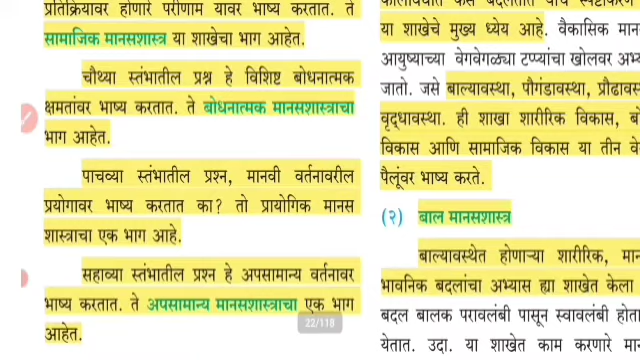 प्रतिक्रियावर होणारे परीणाम यावर भाष्य करतात. ते
सामाजिक मानसशास्त्र या शाखेचा भाग आहेत.
चौथ्या स्तंभातील प्रश्न हे विशिष्ट बोधनात्मक
क्षमतांवर भाष्य करतात. ते बोधनात्मक मानसशास्त्राचा
भाग आहेत.
पाचव्या स्तंभातील प्रश्न, मानवी वर्तनावरील
प्रयोगावर भाष्य करतात का? तो प्रायोगिक मानस
शास्त्राचा एक भाग आहे.
सहाव्या स्तंभातील प्रश्न हे अपसामान्य वर्तनावर
भाष्य करतात. ते अपसामान्य मानसशास्त्राचा एक भाग
आहेत.
22/118
या शाखेचे मुख्य ध्येय आहे. वैकासिक मान
आयुष्याच्या वेगवेगळ्या टप्प्यांचा खोलवर अभ्य
जातो. जसे बाल्यावस्था, पौगंडावस्था, प्रौढावस
वृद्धावस्था. ही शाखा शारीरिक विकास, बो
विकास आणि सामाजिक विकास या तीन वे
पैलूंवर भाष्य करते.
(२) बाल मानसशास्त्र
बाल्यावस्थेत होणाऱ्या शारीरिक, मान
भावनिक बदलांचा अभ्यास ह्या शाखेत केला
बदल बालक परावलंबी पासून स्वावलंबी होता
येतात. उदा. या शाखेत काम करणारे मान